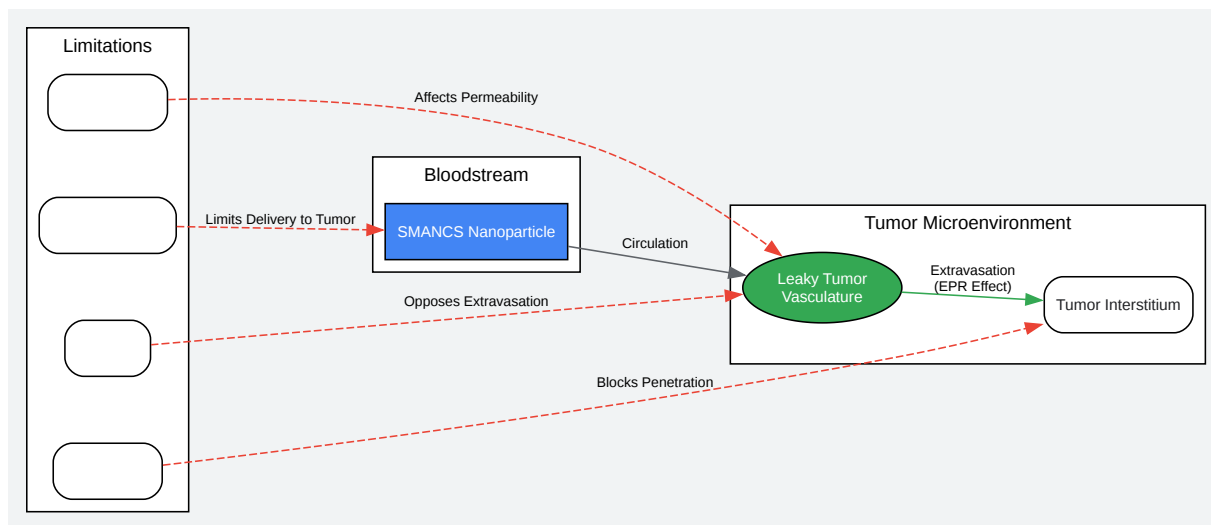 Limitations
Affects Permeability
Bloodstream
Limits Delivery to Tumor
SMANCS Nanoparticle
Circulation
Tumor Microenvironment
Leaky Tumor
Vasculature
Extravasation
(EPR Effect)
Tumor Interstitium
Opposes Extravasation
Blocks Penetration